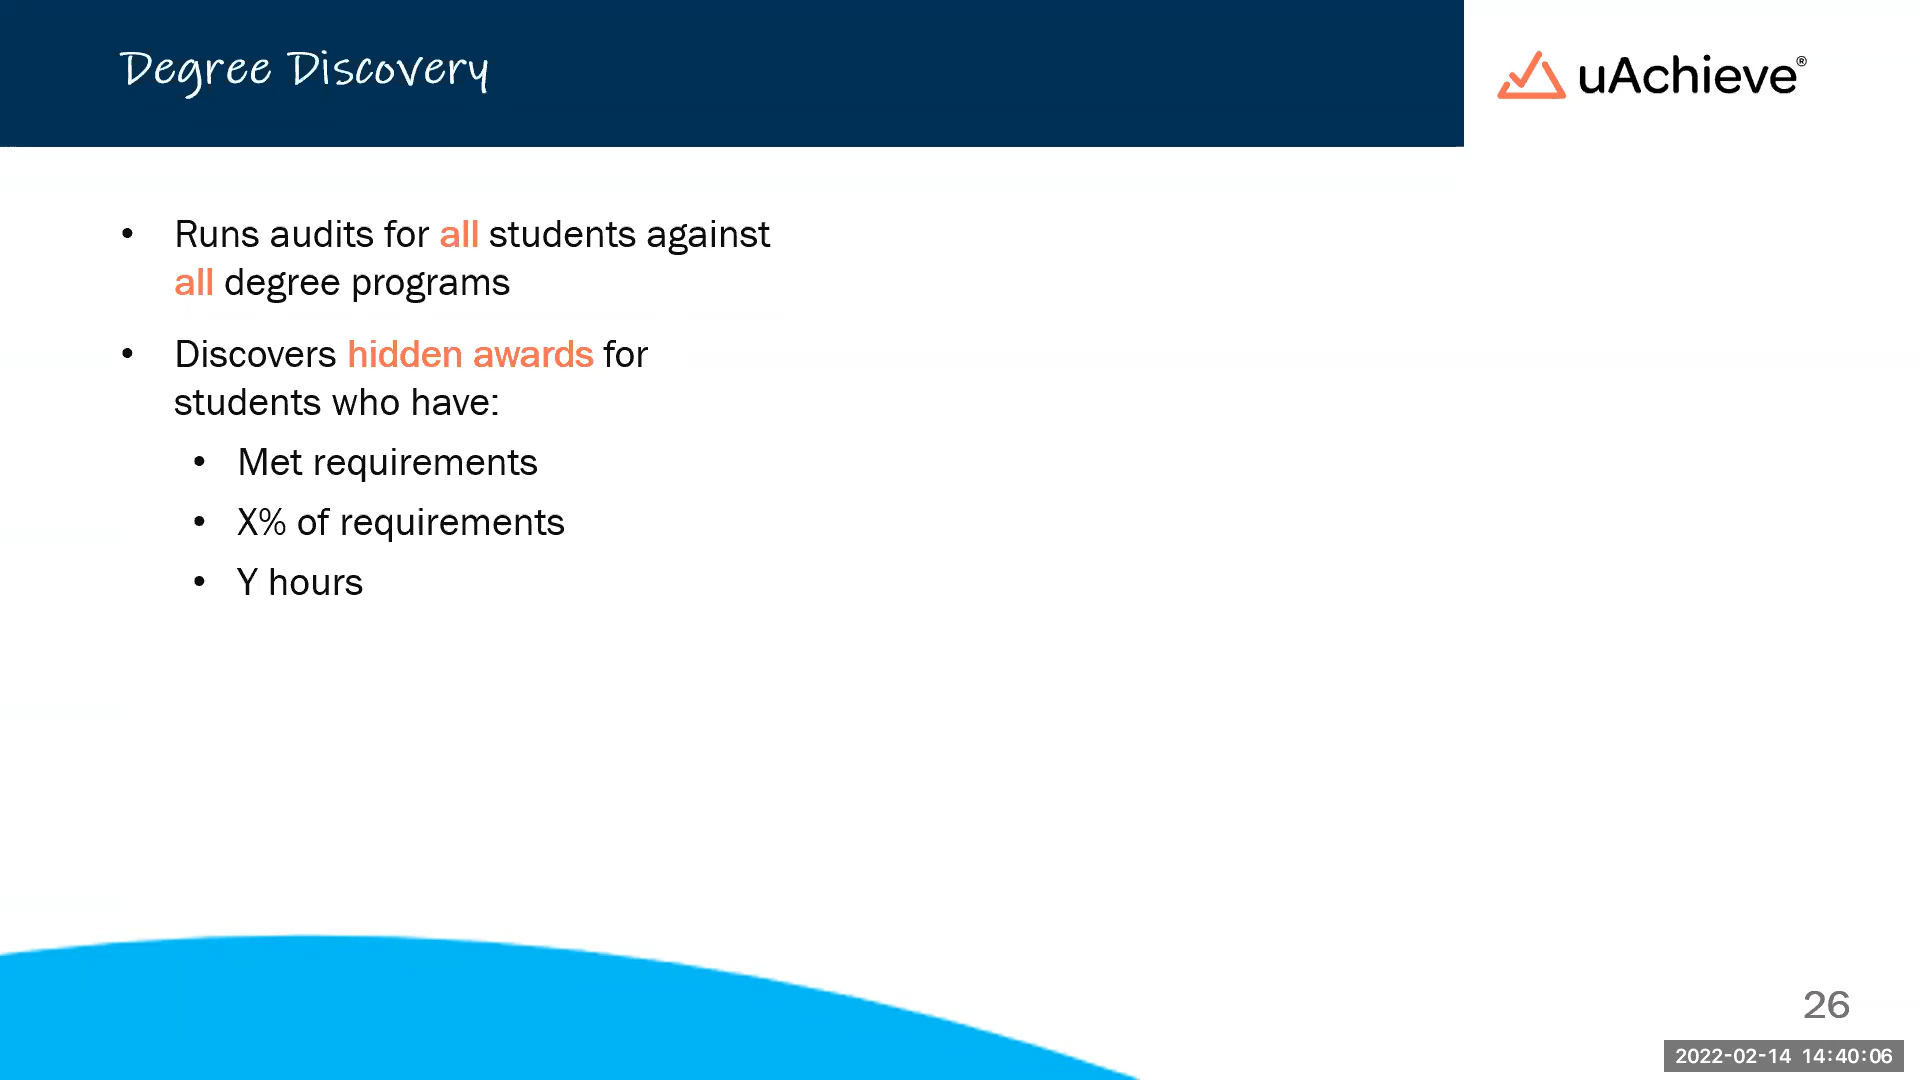 Degree Discovery
uAchieve®
• Runs audits for all students against
all degree programs
• Discovers hidden awards for
students who have:
• Met requirements
• X% of requirements
• Y hours
26
2022-02-14 14:40:06